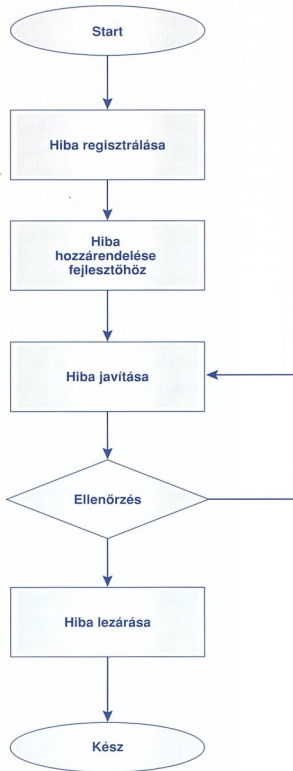 Start
Hiba regisztrálása
Hiba
hozzárendelése
fejlesztőhöz
Hiba javítása
Ellenőrzés
Hiba lezárása
Kész